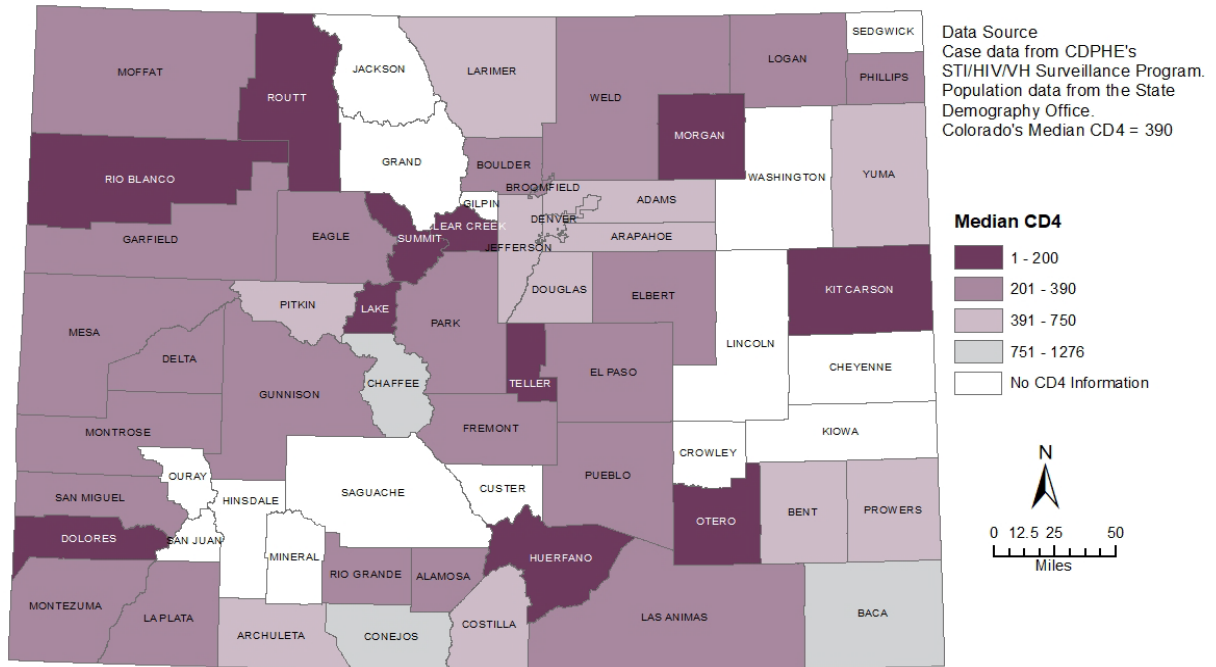 SEDGWICK
Data Source
Case data from CDPHE's
STI/HIV/VH Surveillance Program.
Population data from the State
Demography Office.
Colorado's Median CD4 = 390
MOFFAT
ROUTT
JACKSON
LARIMER
WELD
LOGAN
PHILLIPS
MORGAN
RIO BLANCO
GRAND
BOULDER
WASHINGTON
YUMA
BROOMFIELD
GILPIN
ADAMS
DENVER
LEAR CREEK
GARFIELD
EAGLE
SUMMIT
JEFFERSON
ARAPAHOE
Median CD4
1 - 200
201 - 390
391 - 750
751 - 1276
No CD4 Information
PITKIN
LAKE
PARK
DOUGLAS
ELBERT
KIT CARSON
MESA
DELTA
LINCOLN
CHEYENNE
GUNNISON
CHAFFEE
TELLER
EL PASO
MONTROSE
FREMONT
KIOWA
CROWLEY
OURAY
HINSDALE
SAGUACHE
CUSTER
PUEBLO
SAN MIGUEL
OTERO
BENT
PROWERS
DOLORES
SAN JUAN
MINERAL
HUERFANO
RIO GRANDE
ALAMOSA
MONTEZUMA
LA PLATA
ARCHULETA
CONEJOS
COSTILLA
LAS ANIMAS
BACA
N
0 12.5 25 50
Miles